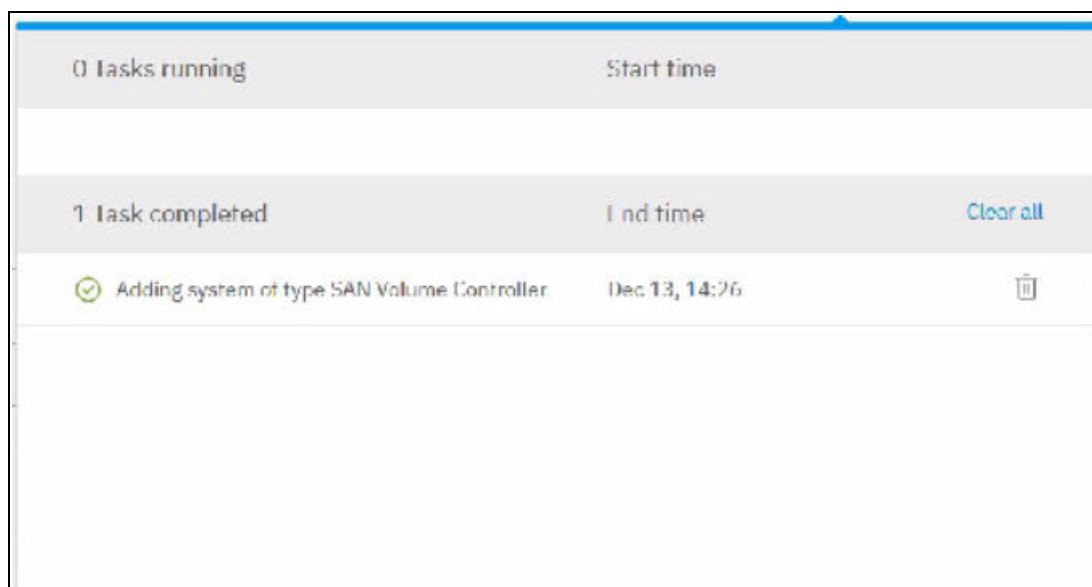 0 Tasks running Start time
1 Task completed End time Clear all
Adding system of type SAN Volume Controller Dec 13, 14:26